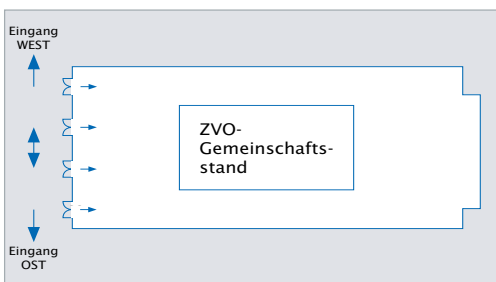 Eingang
WEST
ZVO-
Gemeinschafts-
stand
Eingang
OST